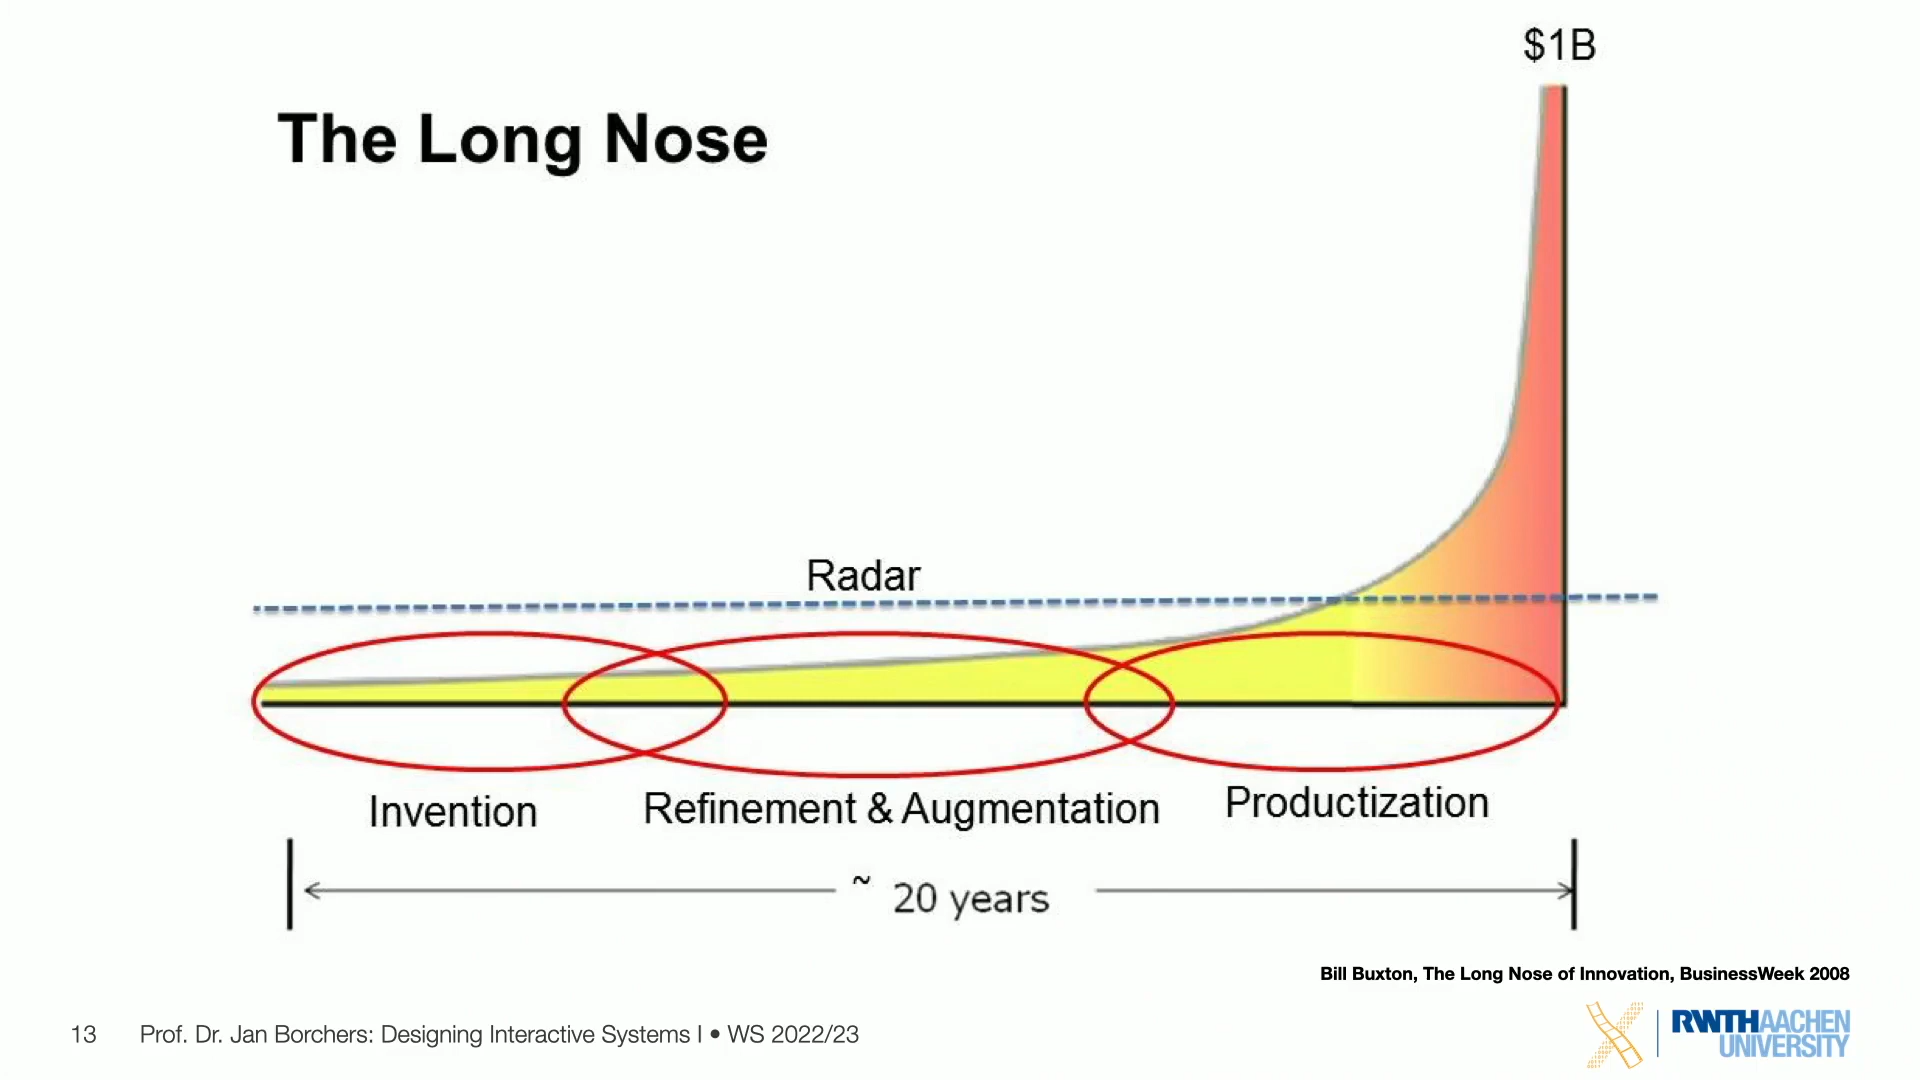 $1B
The Long Nose
Radar
Invention
Refinement & Augmentation
Productization
~ 20 years
Bill Buxton, The Long Nose of Innovation, BusinessWeek 2008
13 Prof. Dr. Jan Borchers: Designing Interactive Systems I • WS 2022/23
RWTHAACHEN
UNIVERSITY